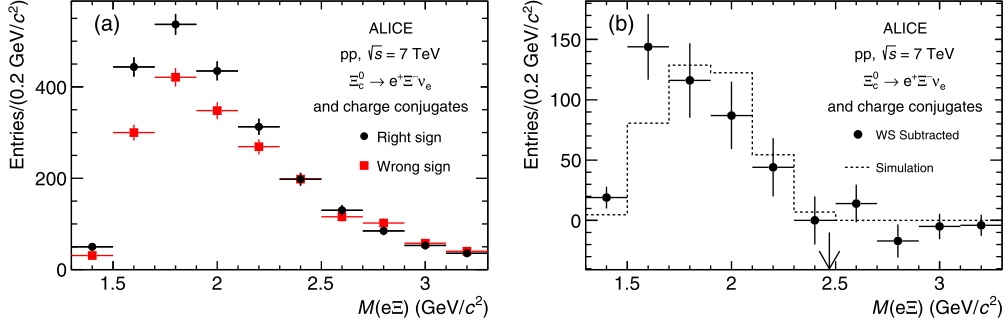 (a)
ALICE
pp, √s = 7 TeV
Ξ⁰c → e⁺Ξ⁻νe
and charge conjugates
Right sign
Wrong sign
Entries/(0.2 GeV/c²)
400
200
0
1.5 2 2.5 3
M(eΞ) (GeV/c²)
(b)
ALICE
pp, √s = 7 TeV
Ξ⁰c → e⁺Ξ⁻νe
and charge conjugates
WS Subtracted
Simulation
Entries/(0.2 GeV/c²)
150
100
50
0
1.5 2 2.5 3
M(eΞ) (GeV/c²)